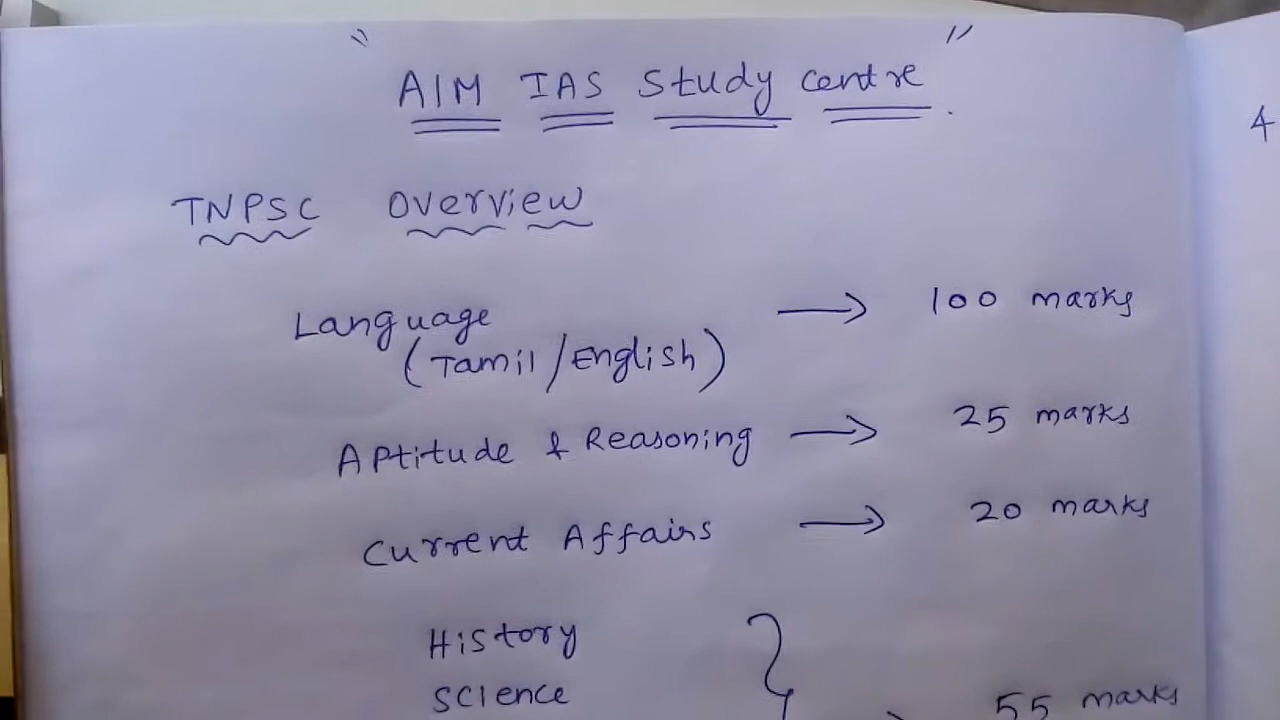 " AIM IAS Study Centre " .
TNPSC Overview
Language → 100 marks
(Tamil/English)
Aptitude & Reasoning → 25 marks
Current Affairs → 20 marks
History
Science
55 marks
4